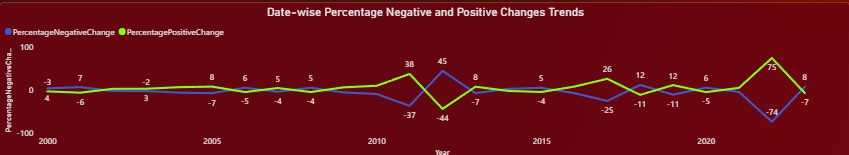 Date-wise Percentage Negative and Positive Changes Trends
PercentageNegativeChange PercentagePositiveChange
PercentageNegativeCha...
100
0
-100
-3 7 -2 8 6 5 38 45 8 5 26 12 12 6 75 8
4 -6 3 -7 -5 -4 -4 -37 -44 -7 -4 -25 -11 -11 -5 -74 -7
2000 2005 2010 2015 2020
Year